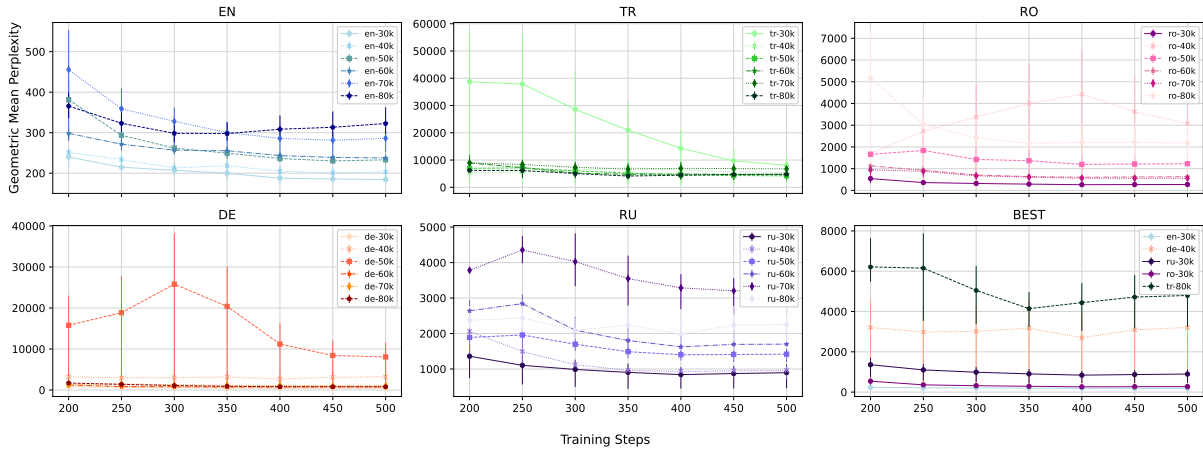 EN
TR
RO
Geometric Mean Perplexity
500
400
300
200
en-30k
en-40k
en-50k
en-60k
en-70k
en-80k
60000
50000
40000
30000
20000
10000
0
tr-30k
tr-40k
tr-50k
tr-60k
tr-70k
tr-80k
7000
6000
5000
4000
3000
2000
1000
0
ro-30k
ro-40k
ro-50k
ro-60k
ro-70k
ro-80k
DE
RU
BEST
40000
30000
20000
10000
0
de-30k
de-40k
de-50k
de-60k
de-70k
de-80k
200 250 300 350 400 450 500
5000
4000
3000
2000
1000
ru-30k
ru-40k
ru-50k
ru-60k
ru-70k
ru-80k
200 250 300 350 400 450 500
8000
6000
4000
2000
0
en-30k
de-40k
ru-30k
ro-30k
tr-80k
200 250 300 350 400 450 500
Training Steps